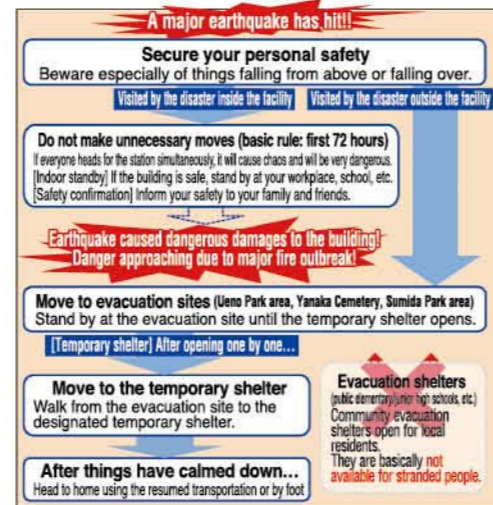 A major earthquake has hit!!
Secure your personal safety
Beware especially of things falling from above or falling over.
Visited by the disaster inside the facility
Visited by the disaster outside the facility
Do not make unnecessary moves (basic rule: first 72 hours)
If everyone heads for the station simultaneously, it will cause chaos and will be very dangerous.
[Indoor standby] If the building is safe, stand by at your workplace, school, etc.
[Safety confirmation] Inform your safety to your family and friends.
Earthquake caused dangerous damages to the building!
Danger approaching due to major fire outbreak!
Move to evacuation sites (Ueno Park area, Yanaka Cemetery, Sumida Park area)
Stand by at the evacuation site until the temporary shelter opens.
[Temporary shelter] After opening one by one...
Move to the temporary shelter
Walk from the evacuation site to the
designated temporary shelter.
Evacuation shelters
(public elementary/junior high schools, etc.)
Community evacuation
shelters open for local
residents.
They are basically not
available for stranded people.
After things have calmed down...
Head to home using the resumed transportation or by foot